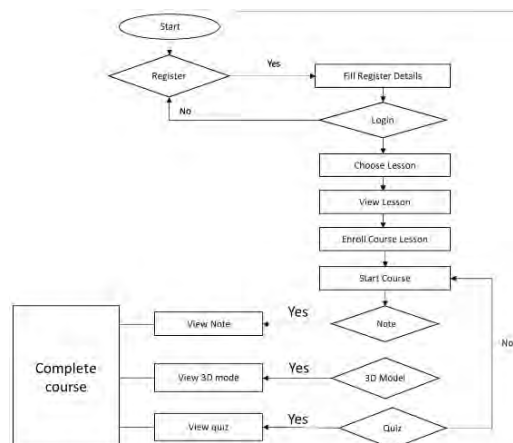 Start
Register
Yes
Fill Register Details
No
Login
Choose Lesson
View Lesson
Enroll Course Lesson
Start Course
View Note
Yes
Note
No
Complete
course
View 3D mode
Yes
3D Model
View quiz
Yes
Quiz